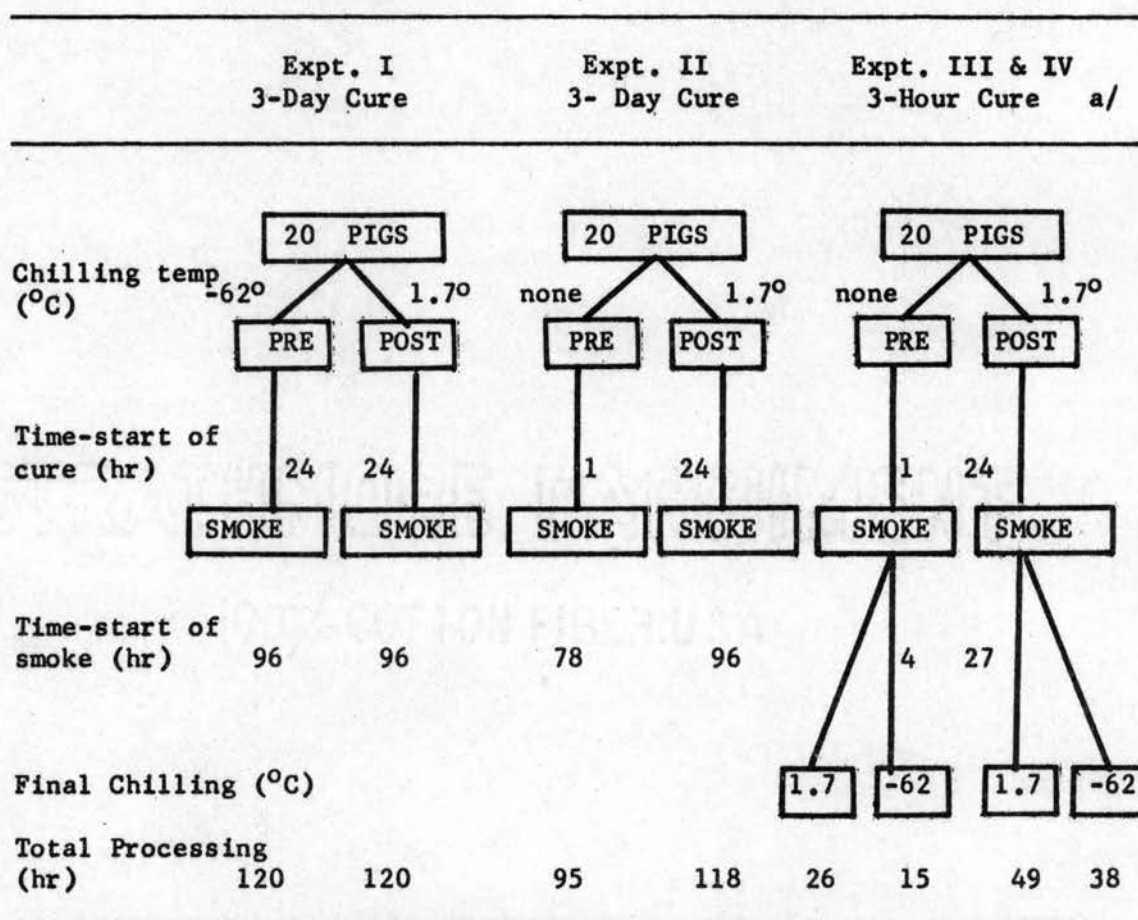 Expt. I Expt. II Expt. III & IV
3-Day Cure 3- Day Cure 3-Hour Cure a/
20 PIGS 20 PIGS 20 PIGS
Chilling temp
(°C) -62° 1.7° none 1.7° none 1.7°
PRE POST PRE POST PRE POST
Time-start of
cure (hr) 24 24 1 24 1 24
SMOKE SMOKE SMOKE SMOKE SMOKE SMOKE
Time-start of
smoke (hr) 96 96 78 96 4 27
Final Chilling (°C) 1.7 -62 1.7 -62
Total Processing
(hr) 120 120 95 118 26 15 49 38